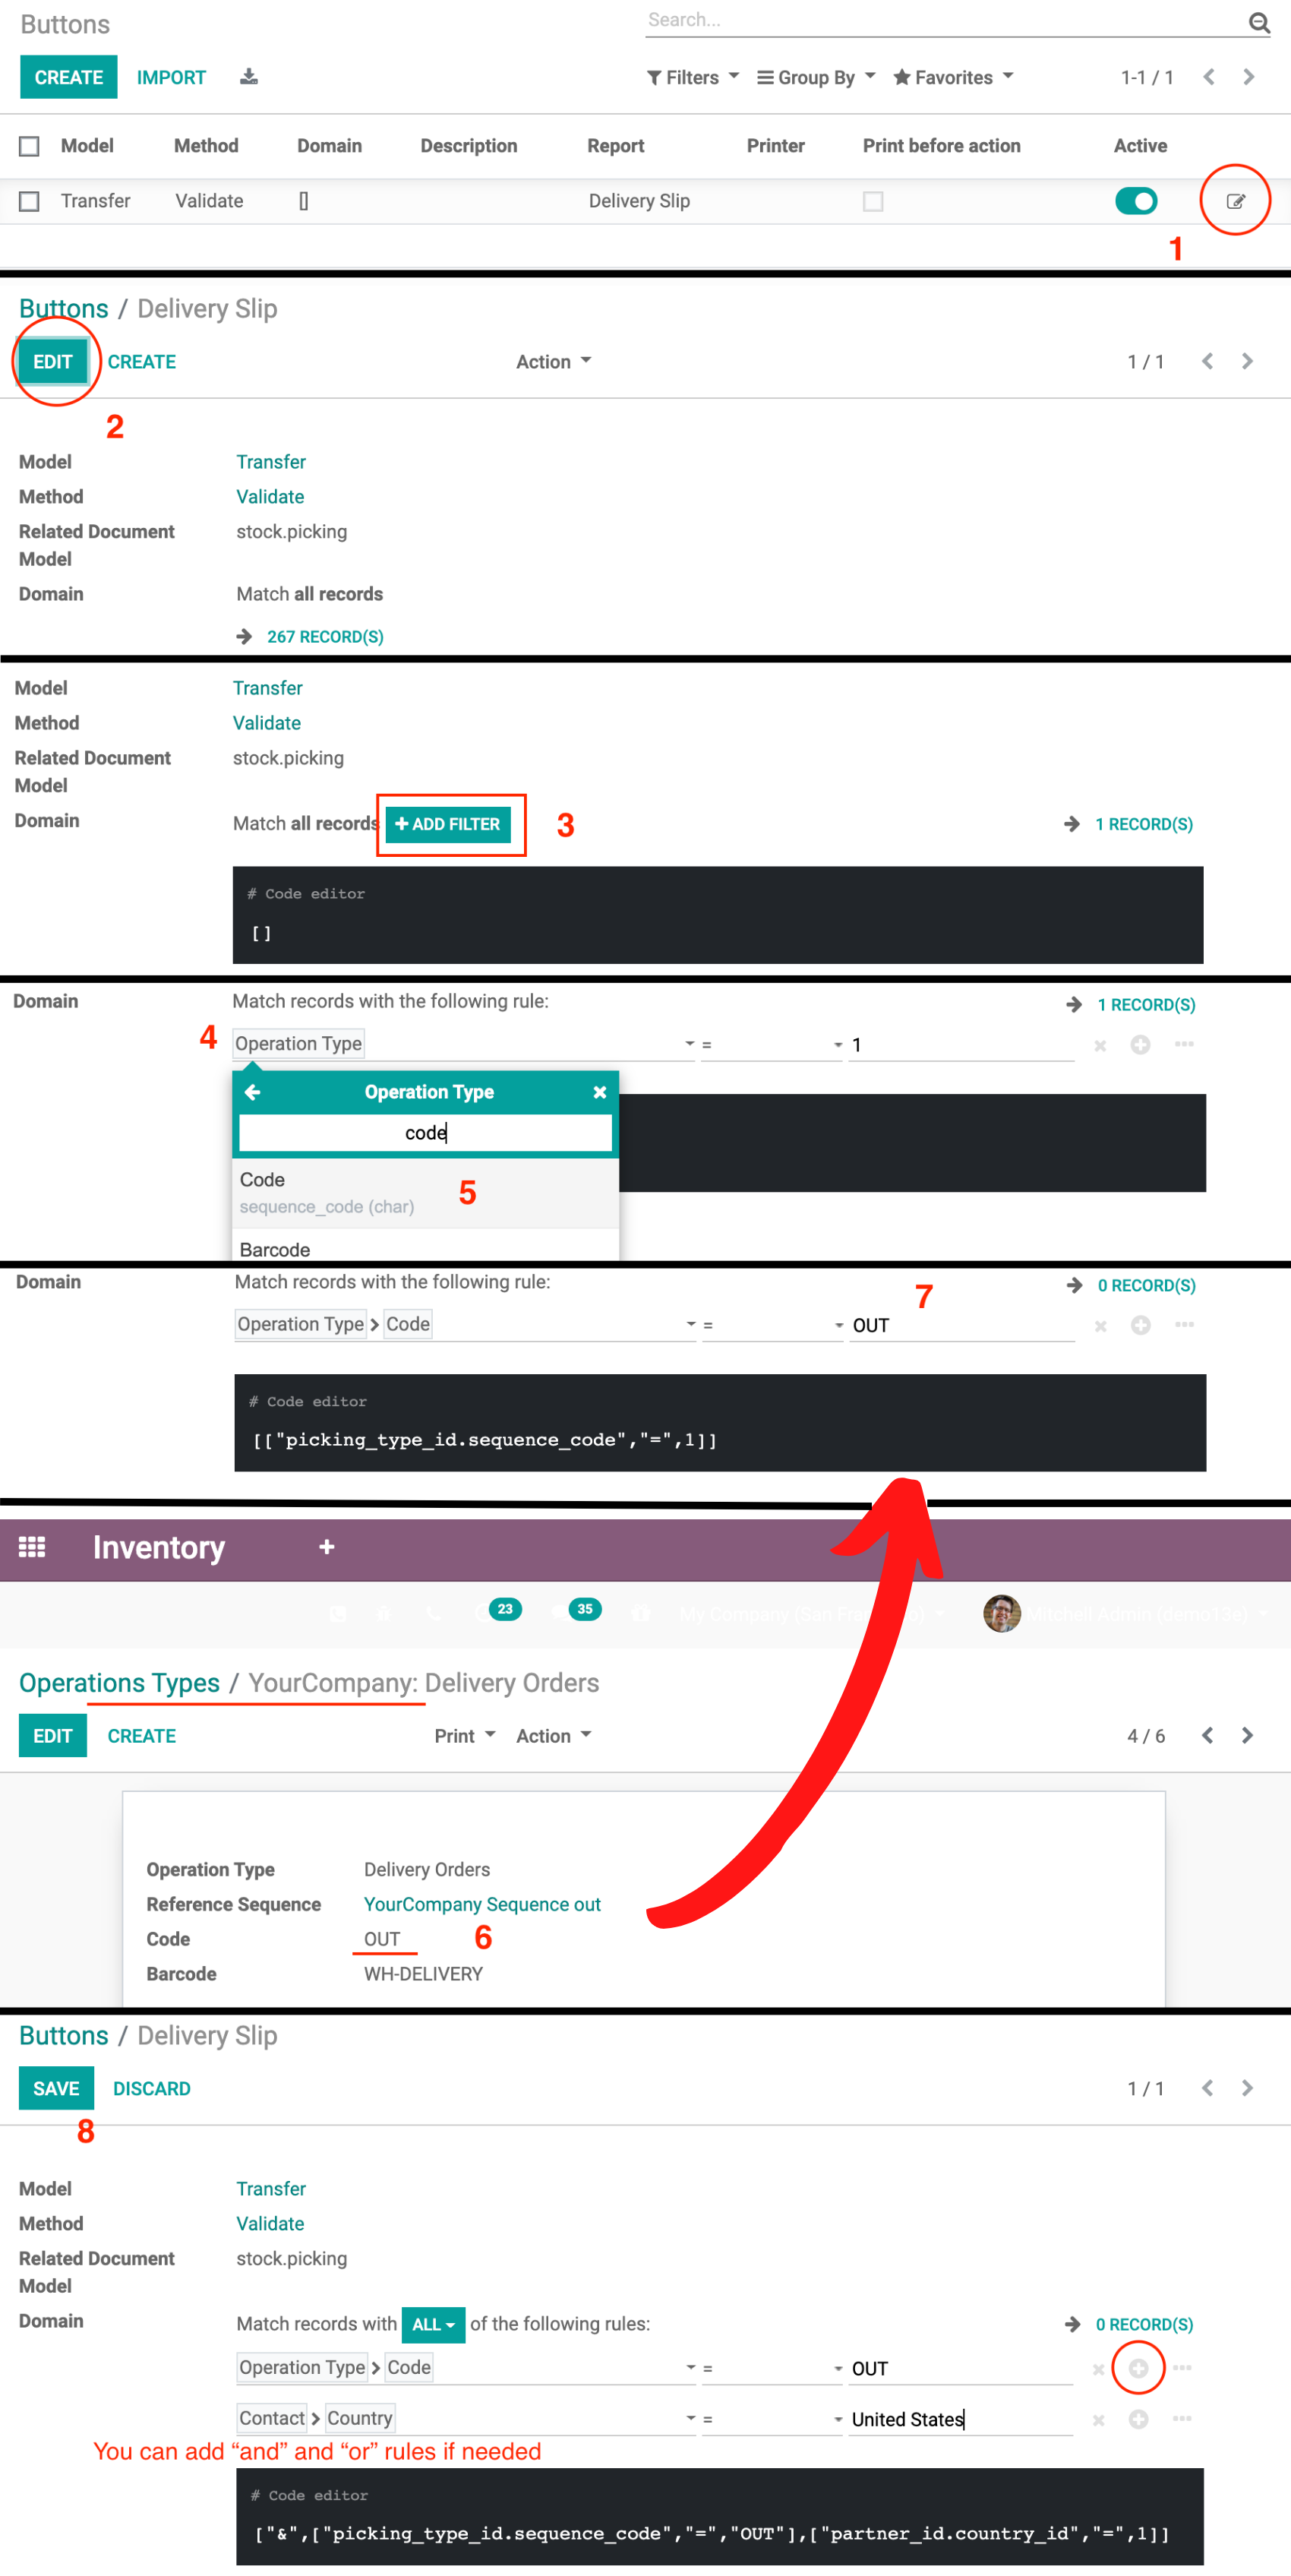 Buttons
Search...
CREATE IMPORT Filters Group By Favorites 1-1 / 1
Model Method Domain Description Report Printer Print before action Active
Transfer Validate [] Delivery Slip
1
Buttons / Delivery Slip
EDIT CREATE Action 1 / 1
2
Model Transfer
Method Validate
Related Document Model stock.picking
Domain Match all records
267 RECORD(S)
Model Transfer
Method Validate
Related Document Model stock.picking
Domain Match all records + ADD FILTER 3 1 RECORD(S)
# Code editor
[]
Domain Match records with the following rule: 1 RECORD(S)
4 Operation Type = 1
Operation Type
code
Code
sequence_code (char) 5
Barcode
Domain Match records with the following rule: 7 0 RECORD(S)
Operation Type Code = OUT
# Code editor
[["picking_type_id.sequence_code","=",1]]
Inventory +
23 35 My Company (San Francisco) Mitchell Admin (demo13e)
Operations Types / YourCompany: Delivery Orders
EDIT CREATE Print Action 4 / 6
Operation Type Delivery Orders
Reference Sequence YourCompany Sequence out
Code OUT 6
Barcode WH-DELIVERY
Buttons / Delivery Slip
SAVE DISCARD 1 / 1
8
Model Transfer
Method Validate
Related Document Model stock.picking
Domain Match records with ALL of the following rules: 0 RECORD(S)
Operation Type Code = OUT
Contact Country = United States
You can add “and” and “or” rules if needed
# Code editor
["&",["picking_type_id.sequence_code","=","OUT"],["partner_id.country_id","=",1]]